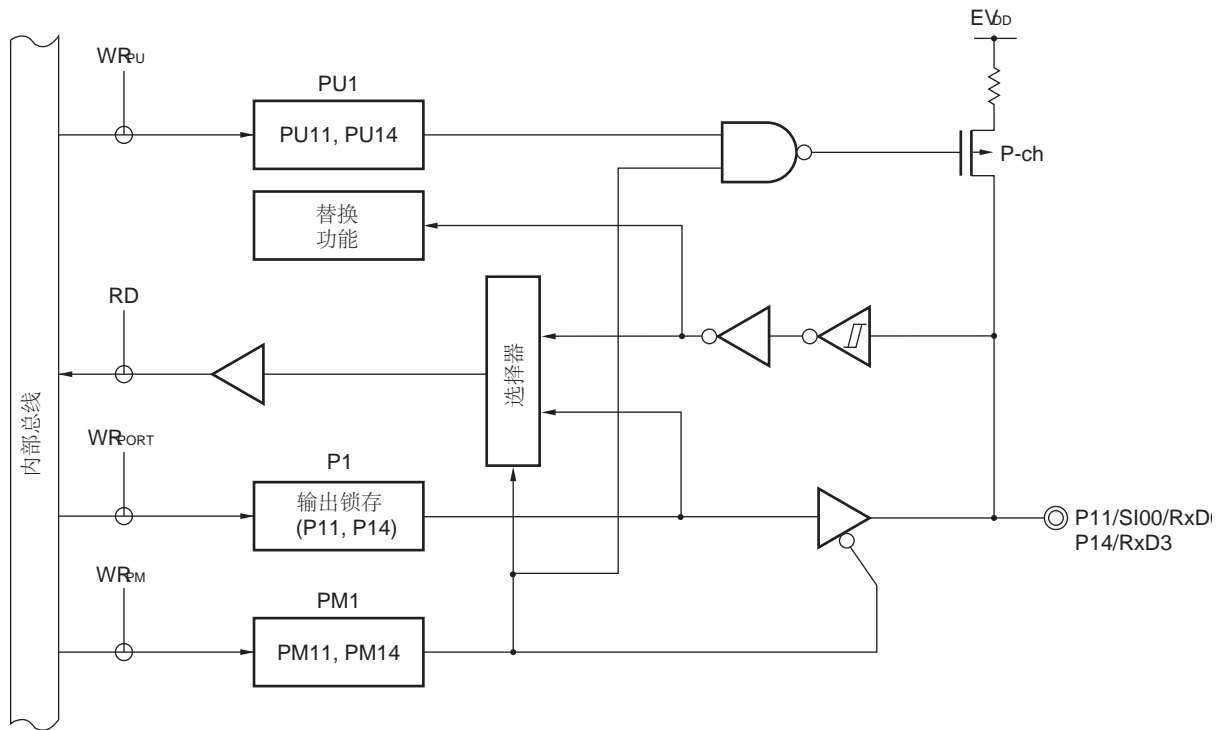 EVDD
WRPU
PU1
PU11, PU14
P-ch
替换
功能
RD
选择器
内部总线
WRPORT
P1
输出锁存
(P11, P14)
P11/SI00/RxD
P14/RxD3
WRPM
PM1
PM11, PM14